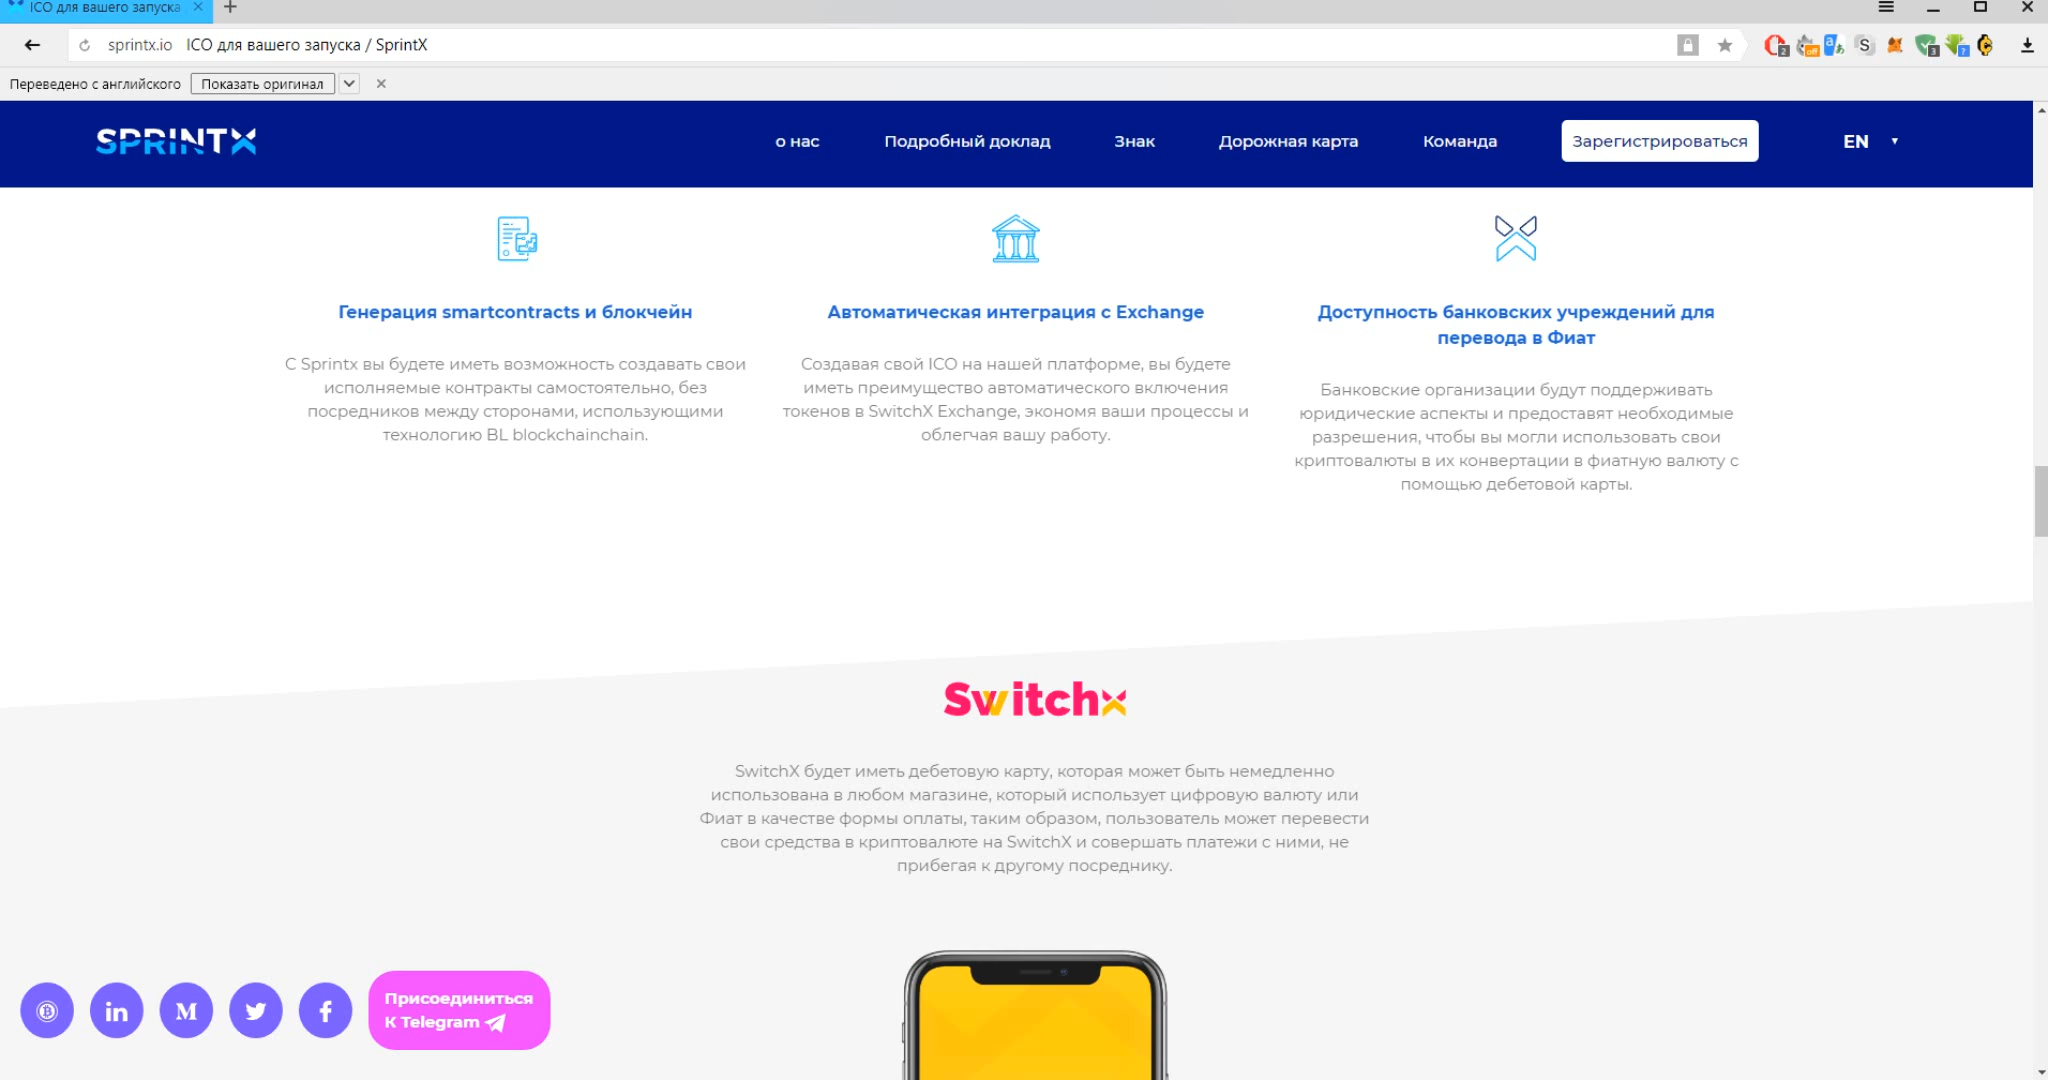 ICO для вашего запуска
sprintx.io ICO для вашего запуска / SprintX
2 off a S 3 ?
Переведено с английского Показать оригинал
SPRINTX о нас Подробный доклад Знак Дорожная карта Команда Зарегистрироваться EN
Генерация smartcontracts и блокчейн
С Sprintx вы будете иметь возможность создавать свои
исполняемые контракты самостоятельно, без
посредников между сторонами, использующими
технологию BL blockchainchain.
Автоматическая интеграция с Exchange
Создавая свой ICO на нашей платформе, вы будете
иметь преимущество автоматического включения
токенов в SwitchX Exchange, экономя ваши процессы и
облегчая вашу работу.
Доступность банковских учреждений для
перевода в Фиат
Банковские организации будут поддерживать
юридические аспекты и предоставят необходимые
разрешения, чтобы вы могли использовать свои
криптовалюты в их конвертации в фиатную валюту с
помощью дебетовой карты.
Switchx
SwitchX будет иметь дебетовую карту, которая может быть немедленно
использована в любом магазине, который использует цифровую валюту или
Фиат в качестве формы оплаты, таким образом, пользователь может перевести
свои средства в криптовалюте на SwitchX и совершать платежи с ними, не
прибегая к другому посреднику.
Присоединиться
К Telegram